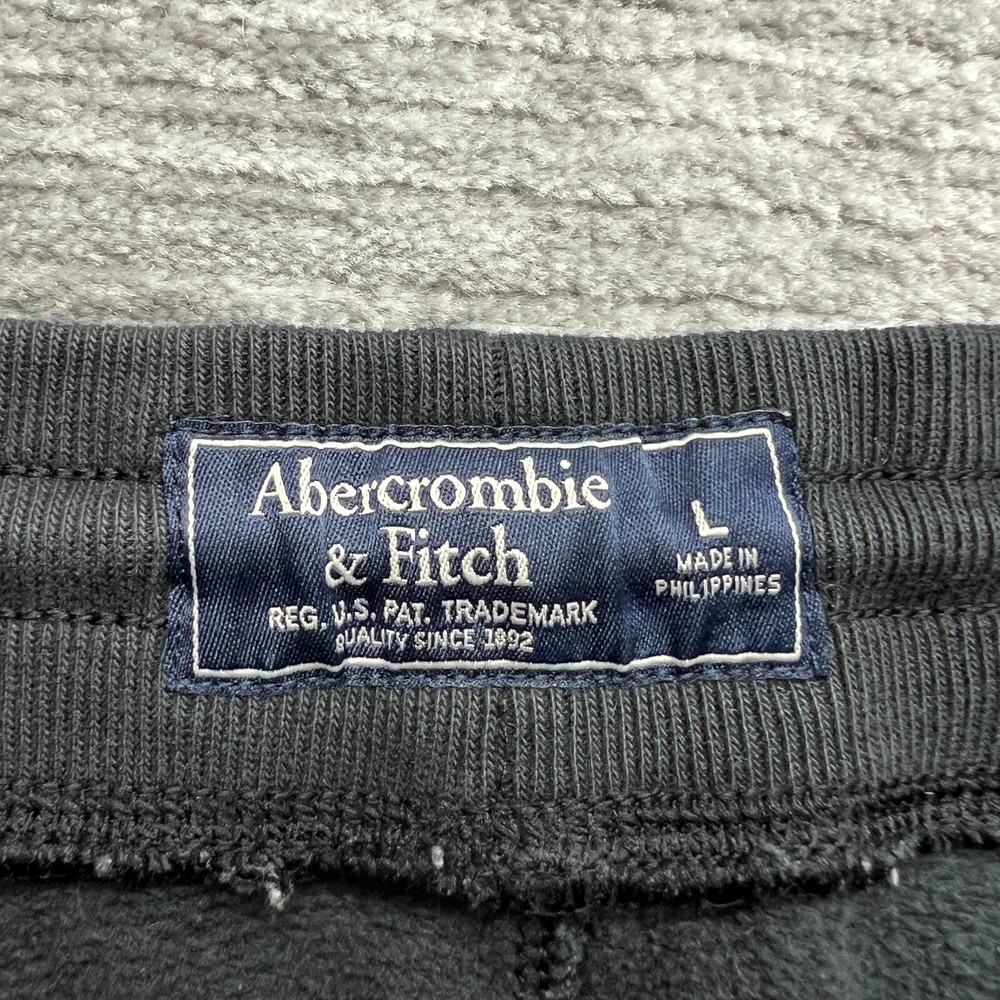 Abercrombie
& Fitch
REG. U.S. PAT. TRADEMARK
QUALITY SINCE 1892
L
MADE IN
PHILIPPINES